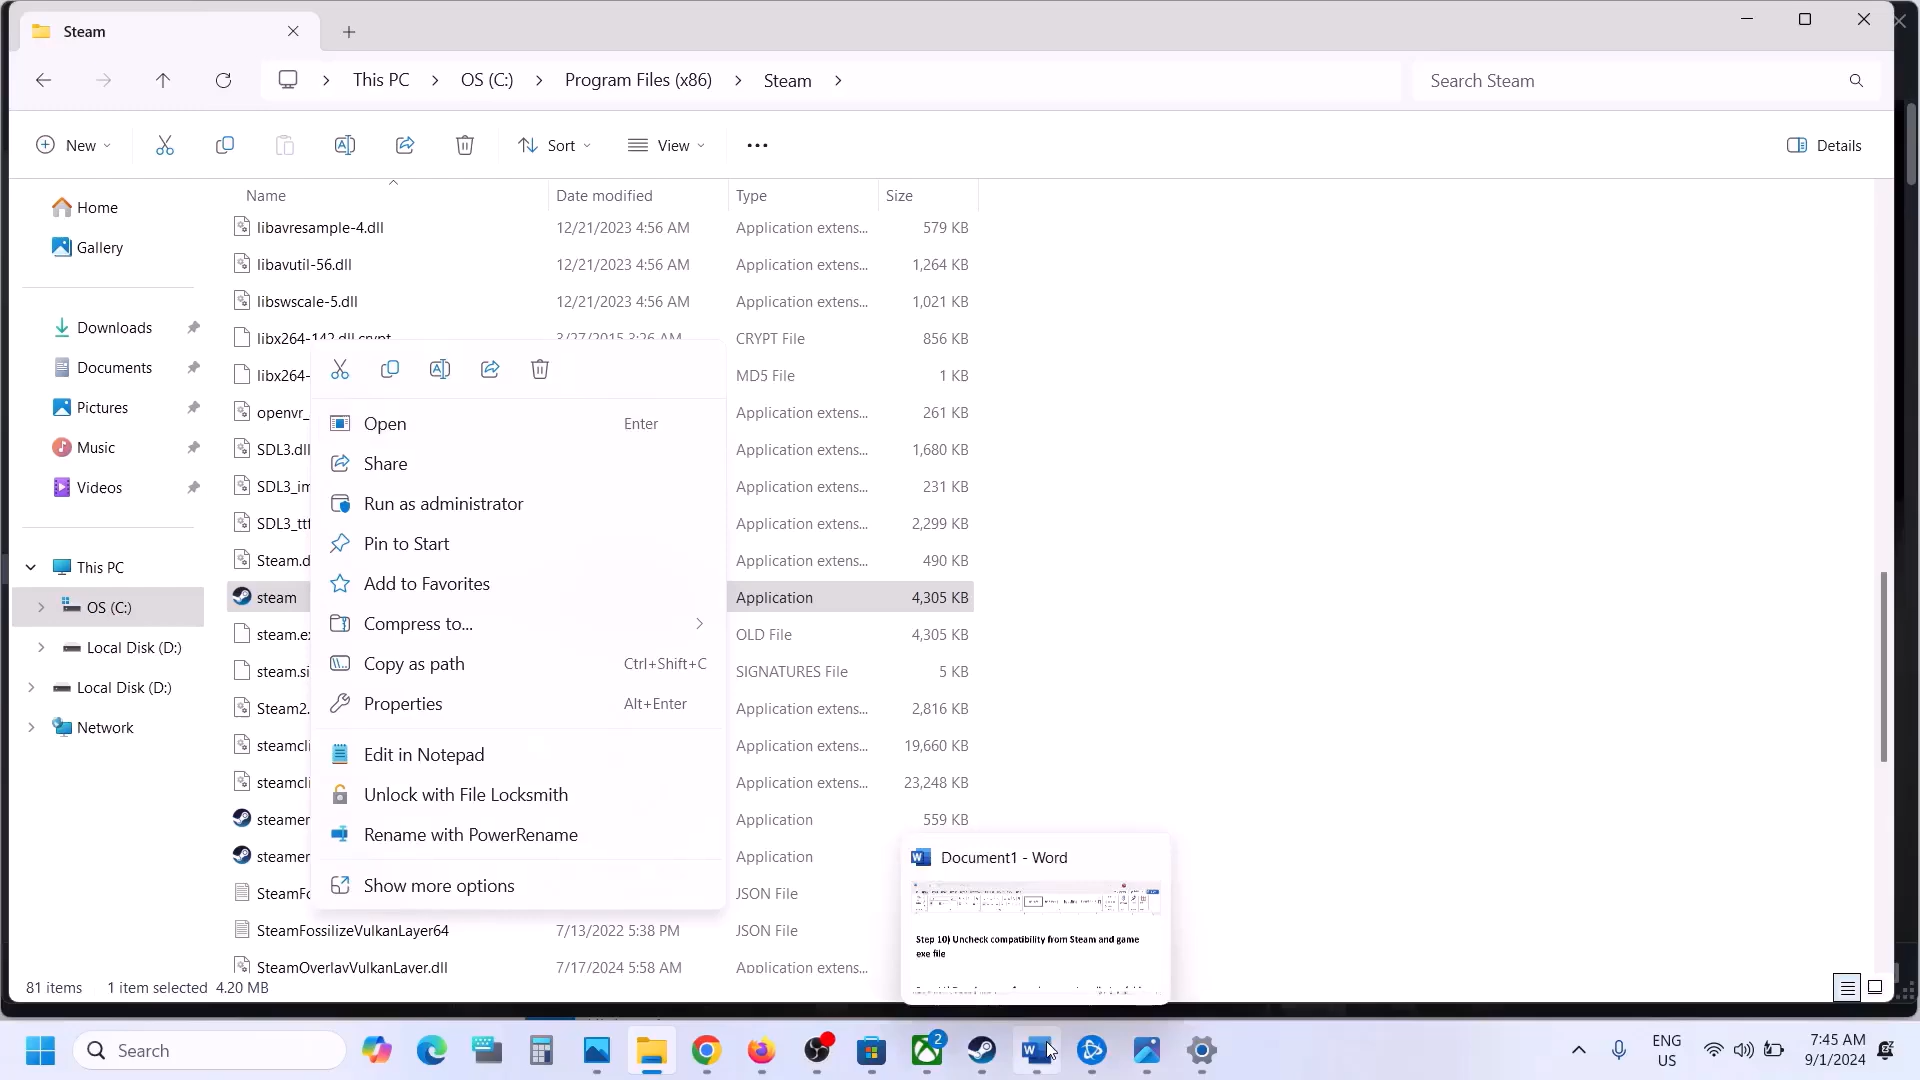 Steam
This PC
OS (C:)
Program Files (x86)
Steam
Search Steam
New
Sort
View
Details
Name
Date modified
Type
Size
Home
Gallery
Downloads
Documents
Pictures
Music
Videos
This PC
OS (C:)
Local Disk (D:)
Local Disk (D:)
Network
libavresample-4.dll 12/21/2023 4:56 AM Application extens... 579 KB
libavutil-56.dll 12/21/2023 4:56 AM Application extens... 1,264 KB
libswscale-5.dll 12/21/2023 4:56 AM Application extens... 1,021 KB
libx264-142.dll.crypt 3/27/2015 3:26 AM CRYPT File 856 KB
libx264- MD5 File 1 KB
openvr_ Application extens... 261 KB
SDL3.dll Application extens... 1,680 KB
SDL3_im Application extens... 231 KB
SDL3_ttf Application extens... 2,299 KB
Steam.d Application extens... 490 KB
steam Application 4,305 KB
steam.ex OLD File 4,305 KB
steam.si SIGNATURES File 5 KB
Steam2. Application extens... 2,816 KB
steamcli Application extens... 19,660 KB
steamcli Application extens... 23,248 KB
steamer Application 559 KB
steamer Application
SteamFo JSON File
SteamFossilizeVulkanLayer64 7/13/2022 5:38 PM JSON File
SteamOverlayVulkanLayer.dll 7/17/2024 5:58 AM Application extens...
Open Enter
Share
Run as administrator
Pin to Start
Add to Favorites
Compress to...
Copy as path Ctrl+Shift+C
Properties Alt+Enter
Edit in Notepad
Unlock with File Locksmith
Rename with PowerRename
Show more options
Document1 - Word
Step 10) Uncheck compatibility from Steam and game
exe file
81 items 1 item selected 4.20 MB
Search
2
ENG
US
7:45 AM
9/1/2024